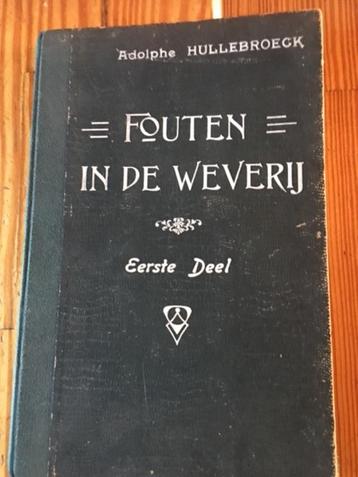 Adolphe HULLEBROECK
FOUTEN
IN DE WEVERIJ
Eerste Deel